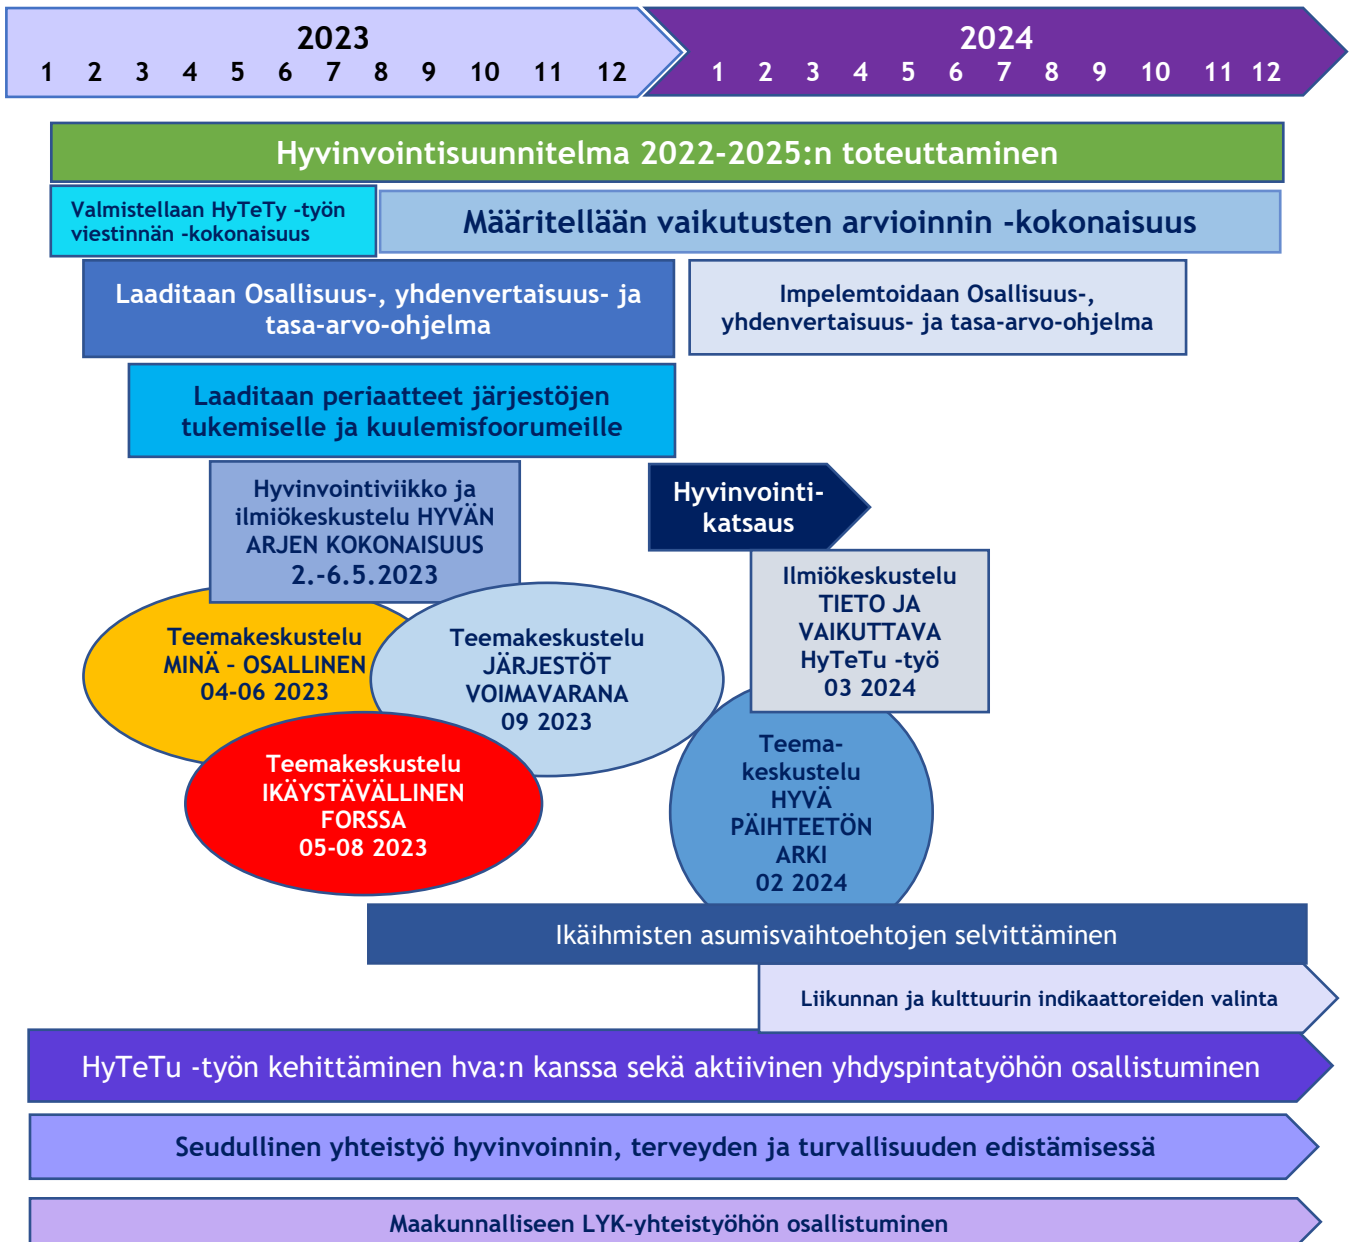 2023
1 2 3 4 5 6 7 8 9 10 11 12
2024
1 2 3 4 5 6 7 8 9 10 11 12
Hyvinvointisuunnitelma 2022-2025:n toteuttaminen
Valmistellaan HyTeTy -työn
viestinnän -kokonaisuus
Määritellään vaikutusten arvioinnin -kokonaisuus
Laaditaan Osallisuus-, yhdenvertaisuus- ja
tasa-arvo-ohjelma
Impelemtoidaan Osallisuus-,
yhdenvertaisuus- ja tasa-arvo-ohjelma
Laaditaan periaatteet järjestöjen
tukemiselle ja kuulemisfoorumeille
Hyvinvointiviikko ja
ilmiökeskustelu HYVÄN
ARJEN KOKONAISUUS
2.-6.5.2023
Hyvinvointi-
katsaus
Ilmiökeskustelu
TIETO JA
VAIKUTTAVA
HyTeTu -työ
03 2024
Teemakeskustelu
MINÄ - OSALLINEN
04-06 2023
Teemakeskustelu
JÄRJESTÖT
VOIMAVARANA
09 2023
Teemakeskustelu
IKÄYSTÄVÄLLINEN
FORSSA
05-08 2023
Teema-
keskustelu
HYVÄ
PÄIHTEETÖN
ARKI
02 2024
Ikäihmisten asumisvaihtoehtojen selvittäminen
Liikunnan ja kulttuurin indikaattoreiden valinta
HyTeTu -työn kehittäminen hva:n kanssa sekä aktiivinen yhdyspintatyöhön osallistuminen
Seudullinen yhteistyö hyvinvoinnin, terveyden ja turvallisuuden edistämisessä
Maakunnalliseen LYK-yhteistyöhön osallistuminen